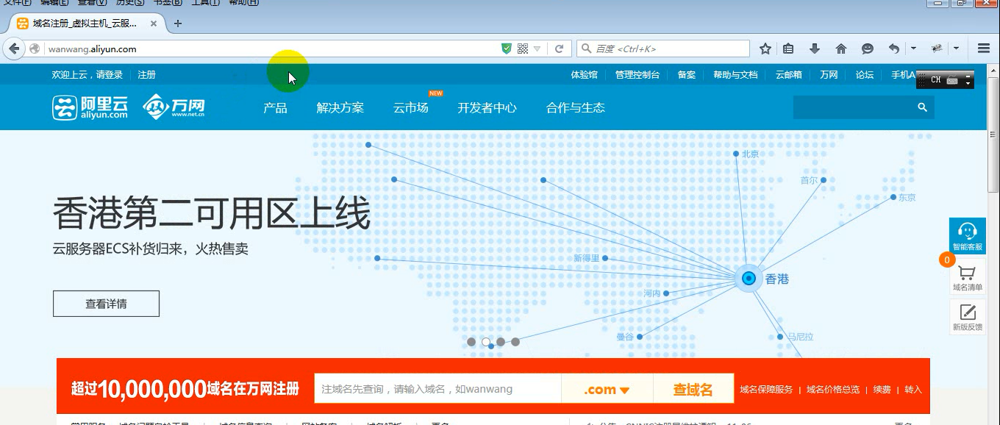 文件(F) 编辑(E) 查看(V) 历史(S) 书签(B) 工具(T) 帮助(H)
域名注册_虚拟主机_云服...
wanwang.aliyun.com 百度 <Ctrl+K>
欢迎上云，请登录 注册 体验馆 管理控制台 备案 帮助与文档 云邮箱 万网 论坛 手机A
CH
阿里云 aliyun.com 万网 www.net.cn 产品 解决方案 云市场 NEW 开发者中心 合作与生态
北京
首尔
东京
香港第二可用区上线
云服务器ECS补货归来，火热售卖
新得里
香港
河内
查看详情
曼谷
马尼拉
智能客服
0
域名清单
新版反馈
超过10,000,000域名在万网注册 注域名先查询，请输入域名，如wanwang .com 查域名 域名保障服务 | 域名价格总览 | 续费 | 转入